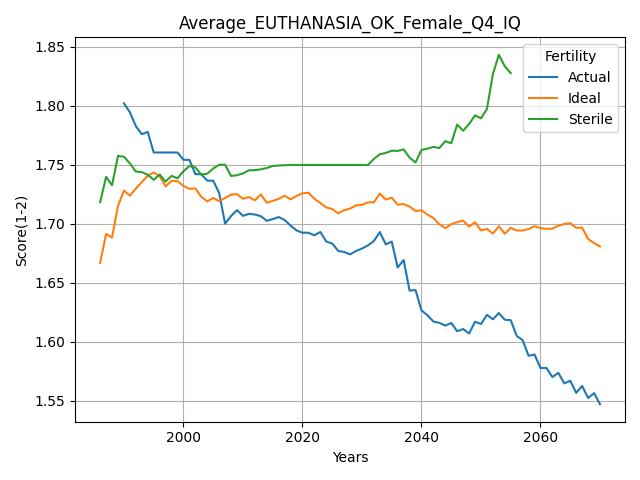 Average_EUTHANASIA_OK_Female_Q4_IQ
Score(1-2)
1.85
1.80
1.75
1.70
1.65
1.60
1.55
Fertility
Actual
Ideal
Sterile
2000 2020 2040 2060
Years